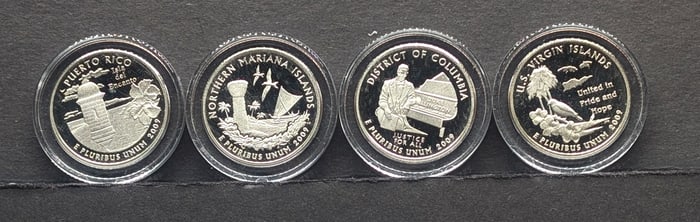 PUERTO RICO
Isla
del
Encanto
E PLURIBUS UNUM 2009
NORTHERN MARIANA ISLANDS
E PLURIBUS UNUM 2009
DISTRICT OF COLUMBIA
JUSTICE
FOR ALL
E PLURIBUS UNUM 2009
U.S. VIRGIN ISLANDS
United in
Pride and
Hope
E PLURIBUS UNUM 2009